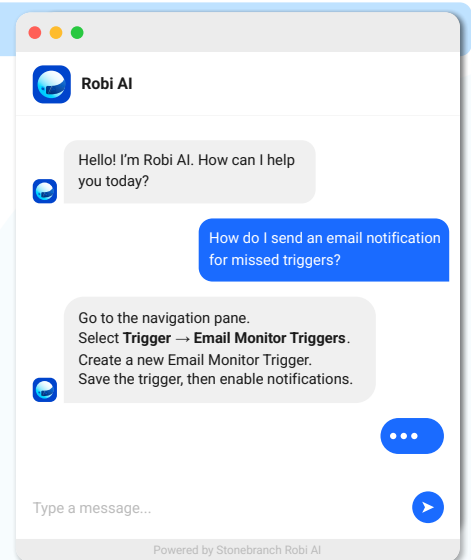 Robi AI
Hello! I'm Robi AI. How can I help
you today?
How do I send an email notification
for missed triggers?
Go to the navigation pane.
Select Trigger → Email Monitor Triggers.
Create a new Email Monitor Trigger.
Save the trigger, then enable notifications.
Type a message...
Powered by Stonebranch Robi AI